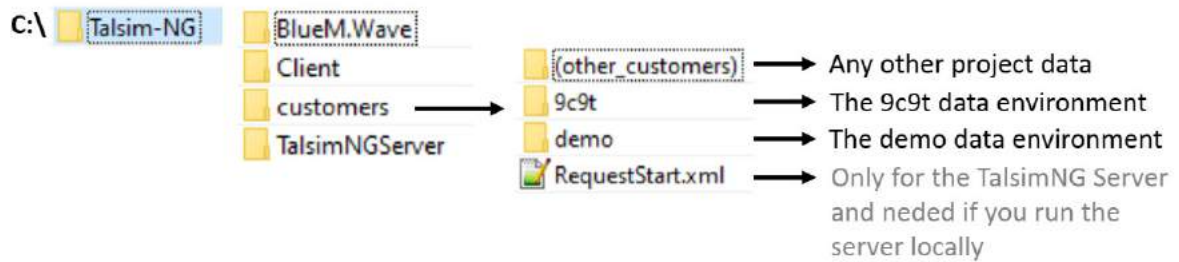 C:\ Talsim-NG
BlueM.Wave
Client
customers
TalsimNGServer
(other_customers)
9c9t
demo
RequestStart.xml
Any other project data
The 9c9t data environment
The demo data environment
Only for the TalsimNG Server
and neded if you run the
server locally